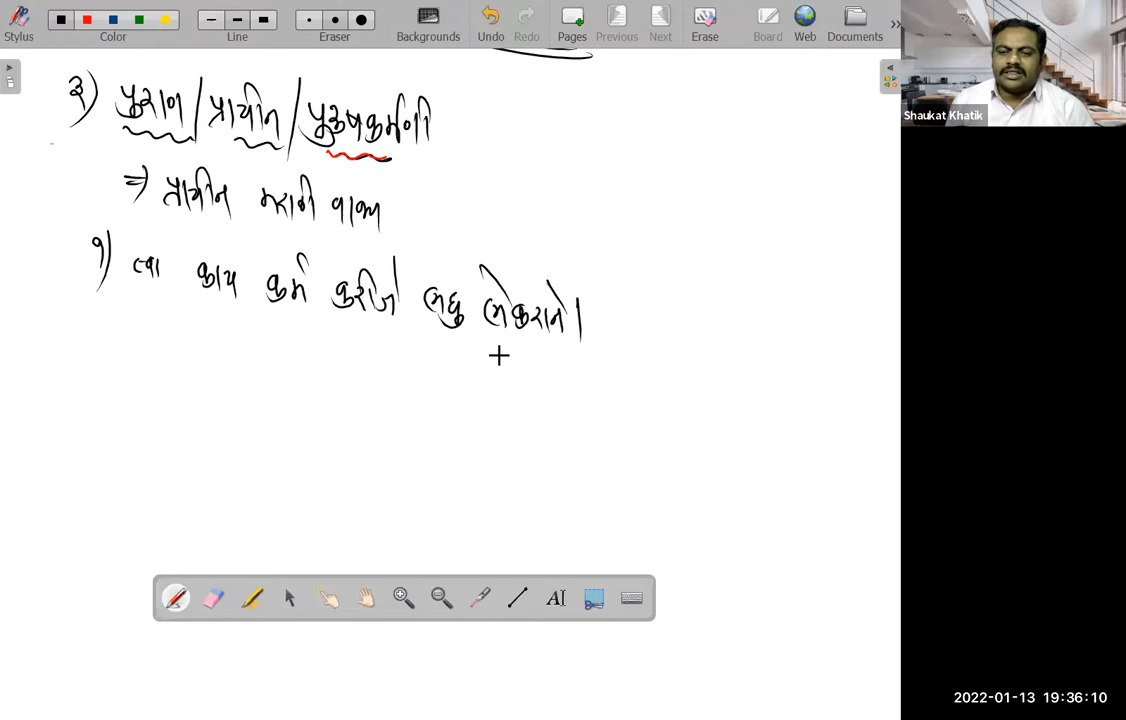 Stylus Color Line Eraser Backgrounds Undo Redo Pages Previous Next Erase Board Web Documents
Shaukat Khatik
३) पुराण / प्राचीन / पुरूषकर्मणी
⇒ प्राचीन मराठी वाक्य
१) त्वा काय कर्म करीजे लघु लेकराने।
2022-01-13 19:36:10